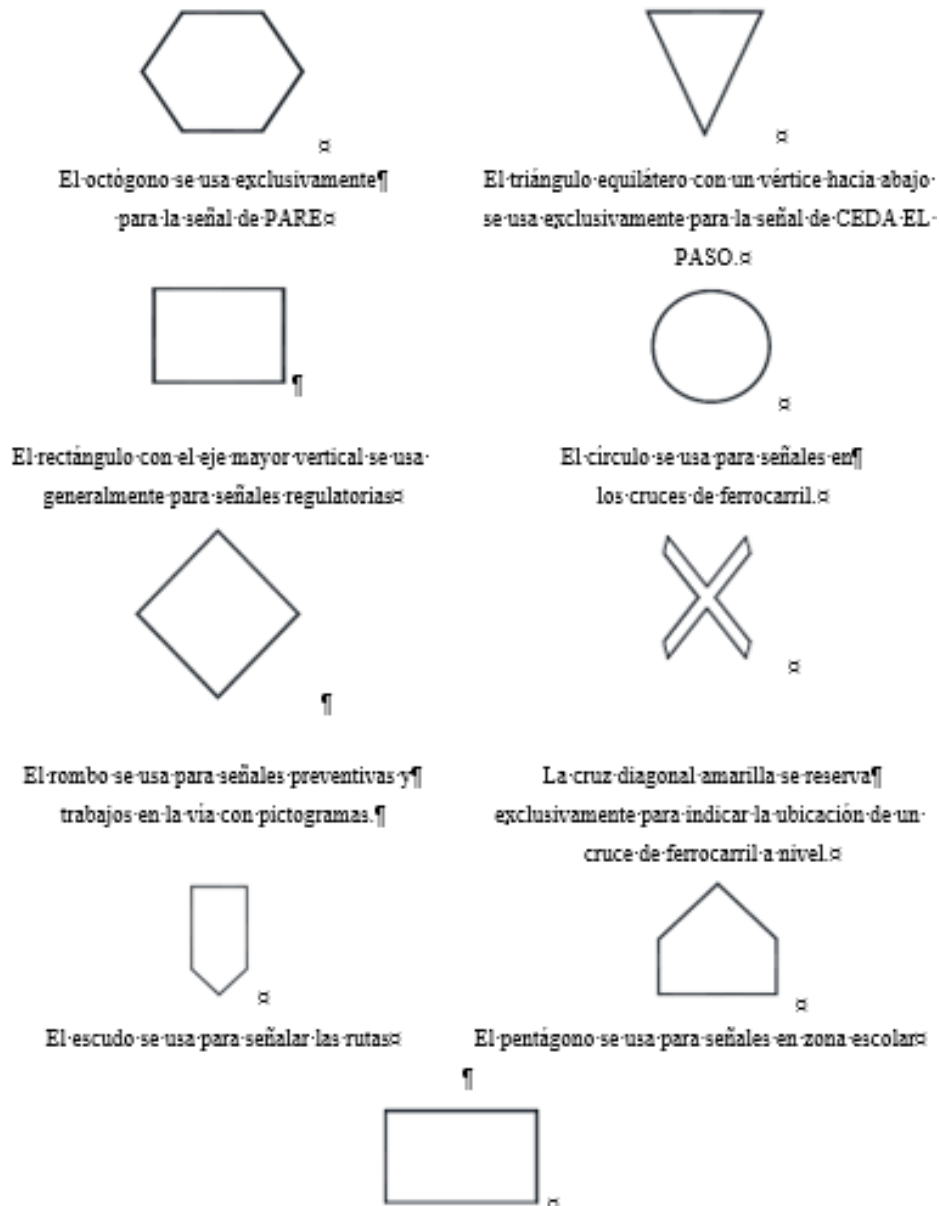 El octógono se usa exclusivamente¶
para la señal de PARE¤
El triángulo equilátero con un vértice hacia abajo
se usa exclusivamente para la señal de CEDA EL
PASO.¤
El rectángulo con el eje mayor vertical se usa
generalmente para señales regulatorias¤
El círculo se usa para señales en¶
los cruces de ferrocarril.¤
El rombo se usa para señales preventivas y¶
trabajos en la vía con pictogramas.¶
La cruz diagonal amarilla se reserva¶
exclusivamente para indicar la ubicación de un
cruce de ferrocarril a nivel.¤
El escudo se usa para señalar las rutas¤
El pentágono se usa para señales en zona escolar¤